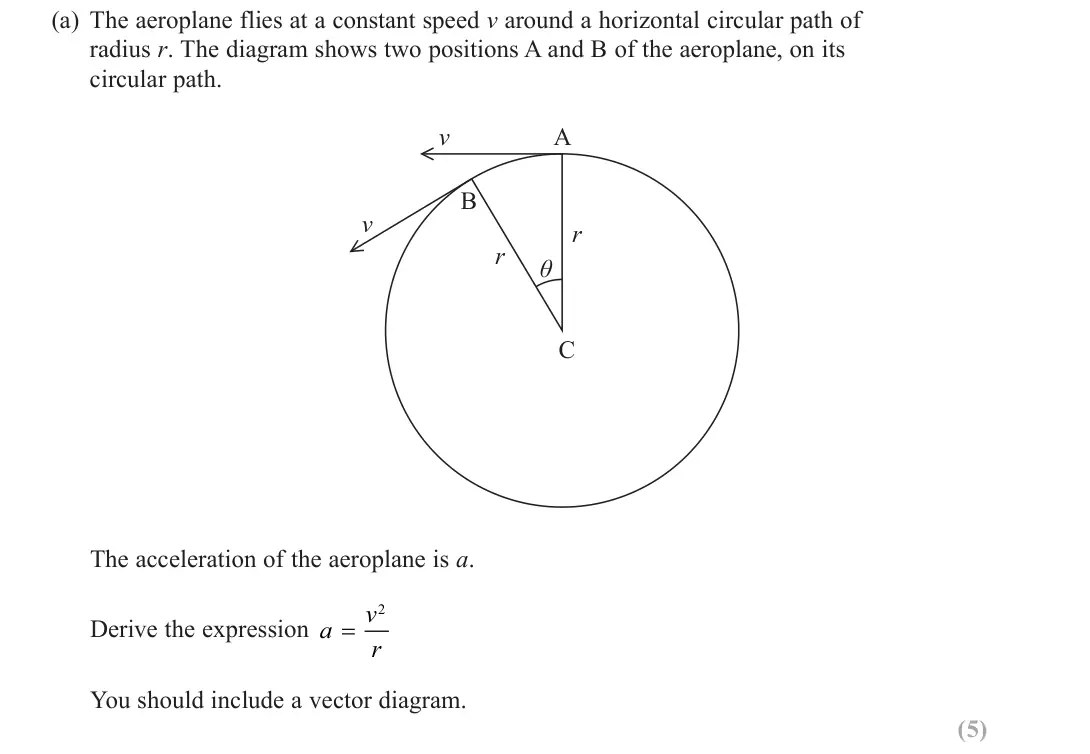 (a) The aeroplane flies at a constant speed v around a horizontal circular path of
radius r. The diagram shows two positions A and B of the aeroplane, on its
circular path.
v
A
B
v
r
r
θ
C
The acceleration of the aeroplane is a.
Derive the expression a = v²/r
You should include a vector diagram.
(5)